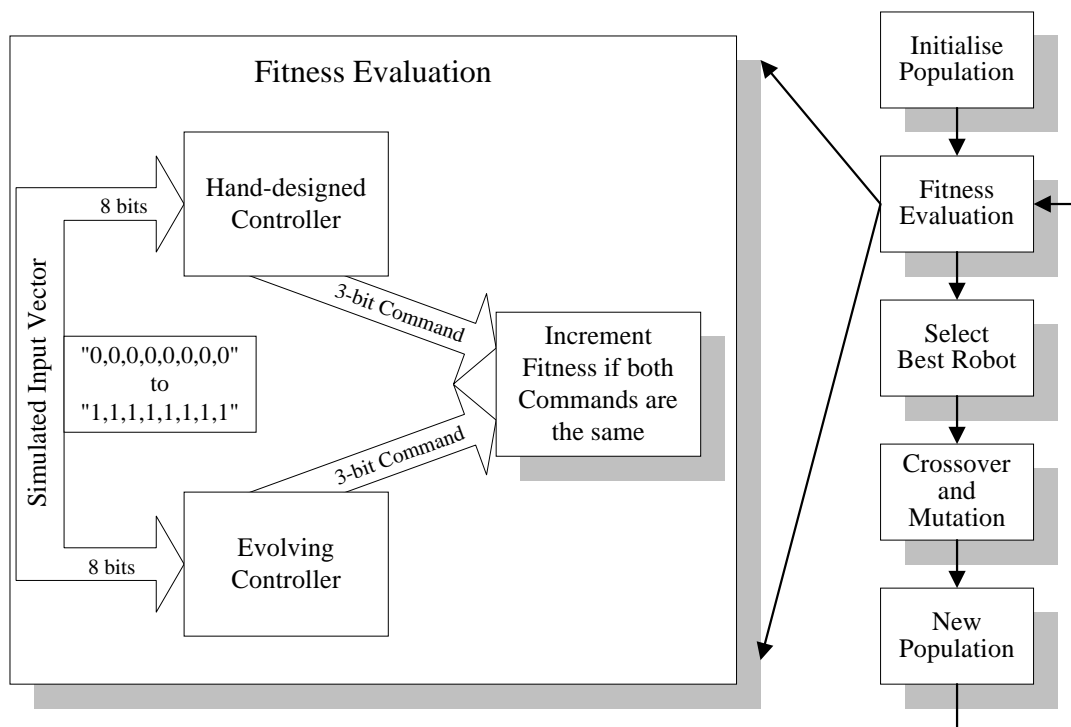 Fitness Evaluation
Hand-designed
Controller
8 bits
3-bit Command
Simulated Input Vector
"0,0,0,0,0,0,0,0"
to
"1,1,1,1,1,1,1,1"
Increment
Fitness if both
Commands are
the same
3-bit Command
8 bits
Evolving
Controller
Initialise
Population
Fitness
Evaluation
Select
Best Robot
Crossover
and
Mutation
New
Population